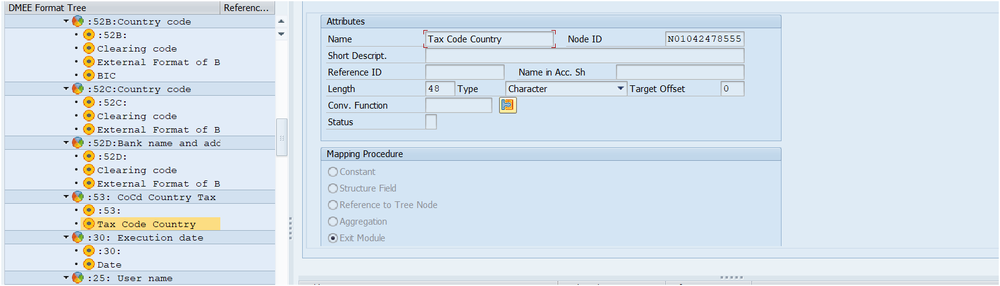 DMEE Format Tree
Referenc...
:52B:Country code
:52B:
Clearing code
External Format of B
BIC
:52C:Country code
:52C:
Clearing code
External Format of B
:52D:Bank name and add
:52D:
Clearing code
External Format of B
:53: CoCd Country Tax
:53:
Tax Code Country
:30: Execution date
:30:
Date
:25: User name
Attributes
Name Tax Code Country Node ID N01042478555
Short Descript.
Reference ID Name in Acc. Sh
Length 48 Type Character Target Offset 0
Conv. Function
Status
Mapping Procedure
Constant
Structure Field
Reference to Tree Node
Aggregation
Exit Module